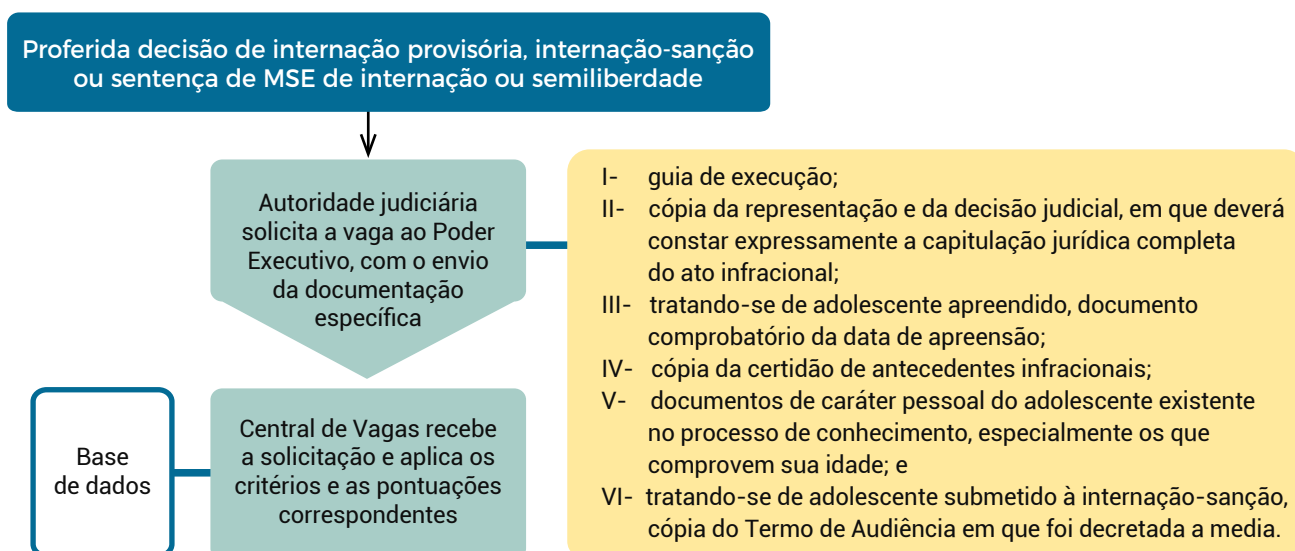 Proferida decisão de internação provisória, internação-sanção
ou sentença de MSE de internação ou semiliberdade
Autoridade judiciária
solicita a vaga ao Poder
Executivo, com o envio
da documentação
específica
I- guia de execução;
II- cópia da representação e da decisão judicial, em que deverá
constar expressamente a capitulação jurídica completa
do ato infracional;
III- tratando-se de adolescente apreendido, documento
comprobatório da data de apreensão;
IV- cópia da certidão de antecedentes infracionais;
V- documentos de caráter pessoal do adolescente existente
no processo de conhecimento, especialmente os que
comprovem sua idade; e
VI- tratando-se de adolescente submetido à internação-sanção,
cópia do Termo de Audiência em que foi decretada a media.
Base
de dados
Central de Vagas recebe
a solicitação e aplica os
critérios e as pontuações
correspondentes